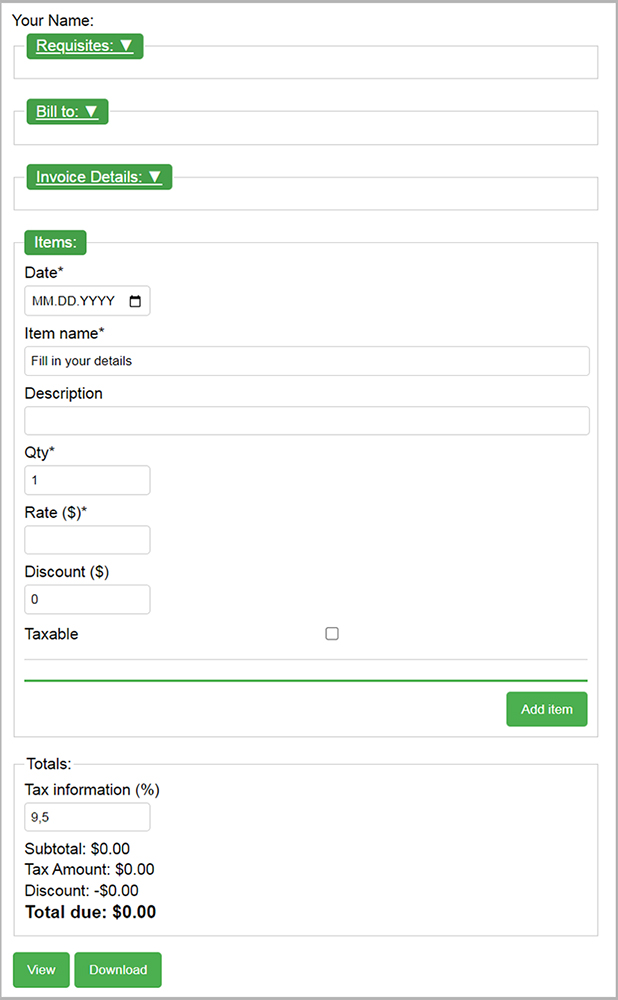 Your Name:
Requisites: ▼
Bill to: ▼
Invoice Details: ▼
Items:
Date*
MM.DD.YYYY
Item name*
Fill in your details
Description
Qty*
1
Rate ($)*
Discount ($)
0
Taxable
Add item
Totals:
Tax information (%)
9,5
Subtotal: $0.00
Tax Amount: $0.00
Discount: -$0.00
Total due: $0.00
View Download